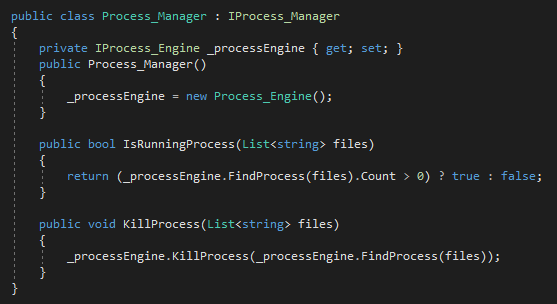 public class Process_Manager : IProcess_Manager
{
    private IProcess_Engine _processEngine { get; set; }
    public Process_Manager()
    {
        _processEngine = new Process_Engine();
    }

    public bool IsRunningProcess(List<string> files)
    {
        return (_processEngine.FindProcess(files).Count > 0) ? true : false;
    }

    public void KillProcess(List<string> files)
    {
        _processEngine.KillProcess(_processEngine.FindProcess(files));
    }
}